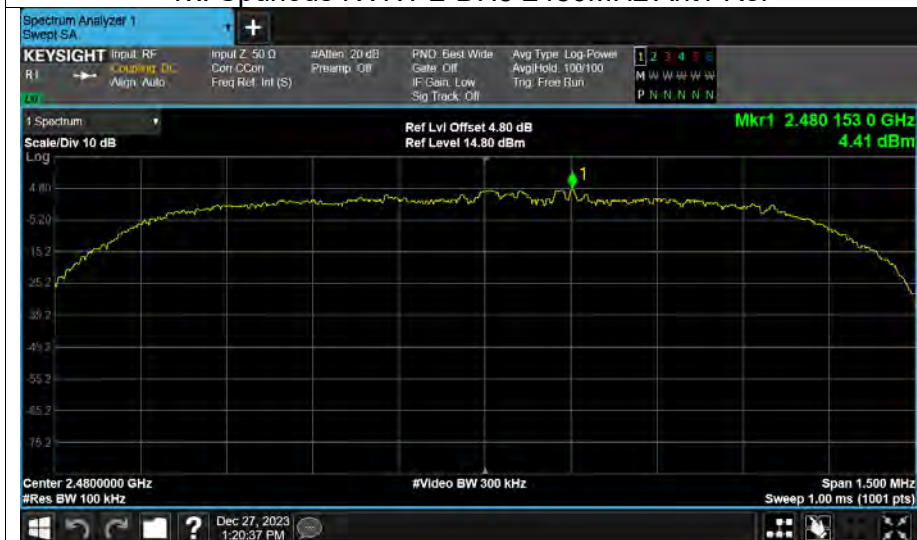 Spectrum Analyzer 1
Swept SA
KEYSIGHT Input: RF
Coupling: DC
Align: Auto
Input Z: 50 Ω
Corr CCorr
Freq Ref: Int (S)
#Atten: 20 dB
Preamp: Off
PNO: Best Wide
Gate: Off
IF Gain: Low
Sig Track: Off
Avg Type: Log-Power
Avg|Hold: 100/100
Trig: Free Run
1 2 3 4 5 6
M W W W W W
P N N N N N
1 Spectrum
Scale/Div 10 dB
Ref Lvl Offset 4.80 dB
Ref Level 14.80 dBm
Mkr1 2.480 153 0 GHz
4.41 dBm
Log
1
4.80
-5.20
-15.2
-25.2
-35.2
-45.2
-55.2
-65.2
-75.2
Center 2.4800000 GHz
#Res BW 100 kHz
#Video BW 300 kHz
Span 1.500 MHz
Sweep 1.00 ms (1001 pts)
?
Dec 27, 2023
1:20:37 PM